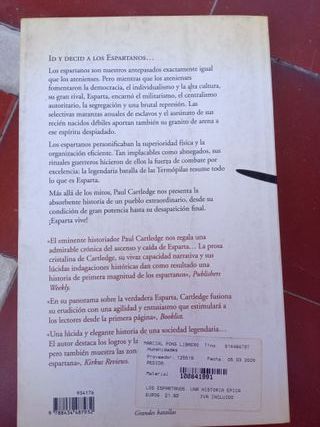 ID Y DECID A LOS ESPARTANOS...
Los espartanos son nuestros antepasados exactamente igual
que los atenienses. Pero mientras que los atenienses
fomentaron la democracia, el individualismo y la alta cultura,
su gran rival, Esparta, encarnó el militarismo, el centralismo
autoritario, la segregación y una brutal represión. Las
selectivas matanzas anuales de esclavos y el asesinato de sus
recién nacidos débiles aportan también su granito de arena a
ese espíritu despiadado.
Los espartanos personificaban la superioridad física y la
organización eficiente. Tan implacables como abnegados, sus
rituales guerreros hicieron de ellos la fuerza de combate por
excelencia: la legendaria batalla de las Termópilas resume todo
lo que es Esparta.
Más allá de los mitos, Paul Cartledge nos presenta la
absorbente historia de un pueblo extraordinario, desde su
condición de gran potencia hasta su desaparición final.
¡Esparta vive!
«El eminente historiador Paul Cartledge nos regala una
admirable crónica del ascenso y caída de Esparta... La prosa
cristalina de Cartledge, su vivaz capacidad narrativa y sus
lúcidas indagaciones históricas dan como resultado una
historia de primera magnitud de los espartanos», Publishers
Weekly.
«En su panorama sobre la verdadera Esparta, Cartledge fusiona
su erudición con una agilidad y entusiasmo que estimulará a
los lectores desde la primera página», Booklist.
«Una lúcida y elegante historia de una sociedad legendaria...
El autor destaca los logros y la
pero también muestra las zon
espartana», Kirkus Reviews.
MARCIAL PONS LIBRERO
Humanidades
Proveedor:
Fecha:
PEDIDO:
Material
100841991
LOS ESPARTANOS. UNA HISTORIA EPICA
EUROS 21.90 IVA INCLUIDO
934176
Grandes batallas